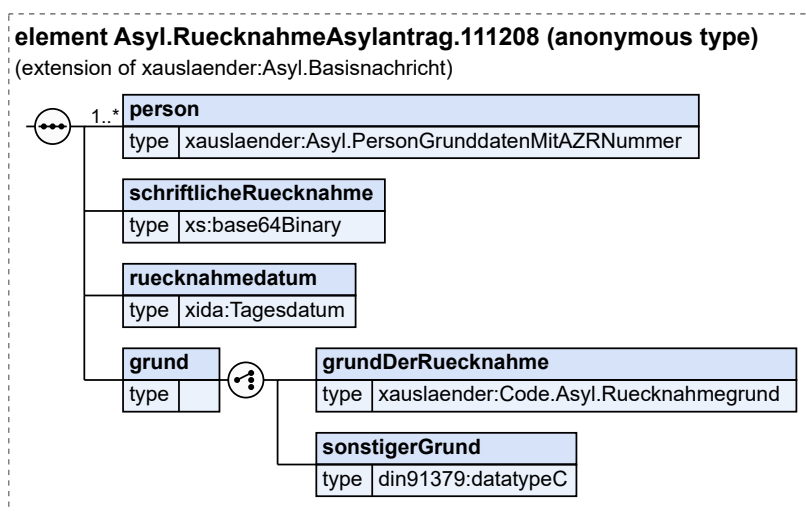 element Asyl.RuecknahmeAsylantrag.111208 (anonymous type)
(extension of xauslaender:Asyl.Basisnachricht)
1..* person
type xauslaender:Asyl.PersonGrunddatenMitAZRNummer
schriftlicheRuecknahme
type xs:base64Binary
ruecknahmedatum
type xida:Tagesdatum
grund
type
grundDerRuecknahme
type xauslaender:Code.Asyl.Ruecknahmegrund
sonstigerGrund
type din91379:datatypeC